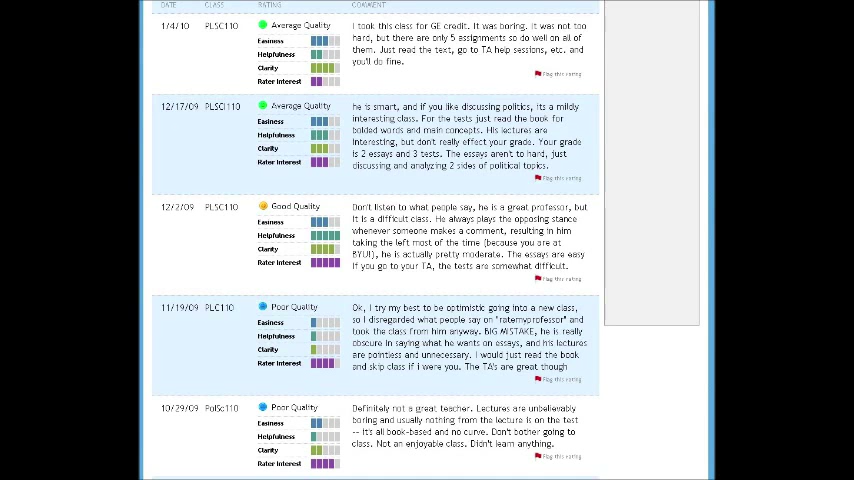 DATE CLASS RATING COMMENT
1/4/10 PLSC110 Average Quality
Easiness
Helpfulness
Clarity
Rater Interest
I took this class for GE credit. It was boring. It was not too
hard, but there are only 5 assignments so do well on all of
them. Just read the text, go to TA help sessions, etc. and
you'll do fine.
Flag this rating
12/17/09 PLSCI110 Average Quality
Easiness
Helpfulness
Clarity
Rater Interest
he is smart, and if you like discussing politics, its a mildly
interesting class. For the tests just read the book for
bolded words and main concepts. His lectures are
interesting, but dont really effect your grade. Your grade
is 2 essays and 3 tests. The essays aren't to hard, just
discussing and analyzing 2 sides of political topics.
Flag this rating
12/2/09 PLSC110 Good Quality
Easiness
Helpfulness
Clarity
Rater Interest
Don't listen to what people say, he is a great professor, but
it is a difficult class. He always plays the opposing stance
whenever someone makes a comment, resulting in him
taking the left most of the time (because you are at
BYUI), he is actually pretty moderate. The essays are easy
if you go to your TA, the tests are somewhat difficult.
Flag this rating
11/19/09 PLC110 Poor Quality
Easiness
Helpfulness
Clarity
Rater Interest
Ok, I try my best to be optimistic going into a new class,
so I disregarded what people say on "ratemyprofessor" and
took the class from him anyway. BIG MISTAKE, he is really
obscure in saying what he wants on essays, and his lectures
are pointless and unnecessary. I would just read the book
and skip class if i were you. The TA's are great though
Flag this rating
10/29/09 PolSc110 Poor Quality
Easiness
Helpfulness
Clarity
Rater Interest
Definitely not a great teacher. Lectures are unbelievably
boring and usually nothing from the lecture is on the test
-- it's all book-based and no curve. Don't bother going to
class. Not an enjoyable class. Didn't learn anything.
Flag this rating